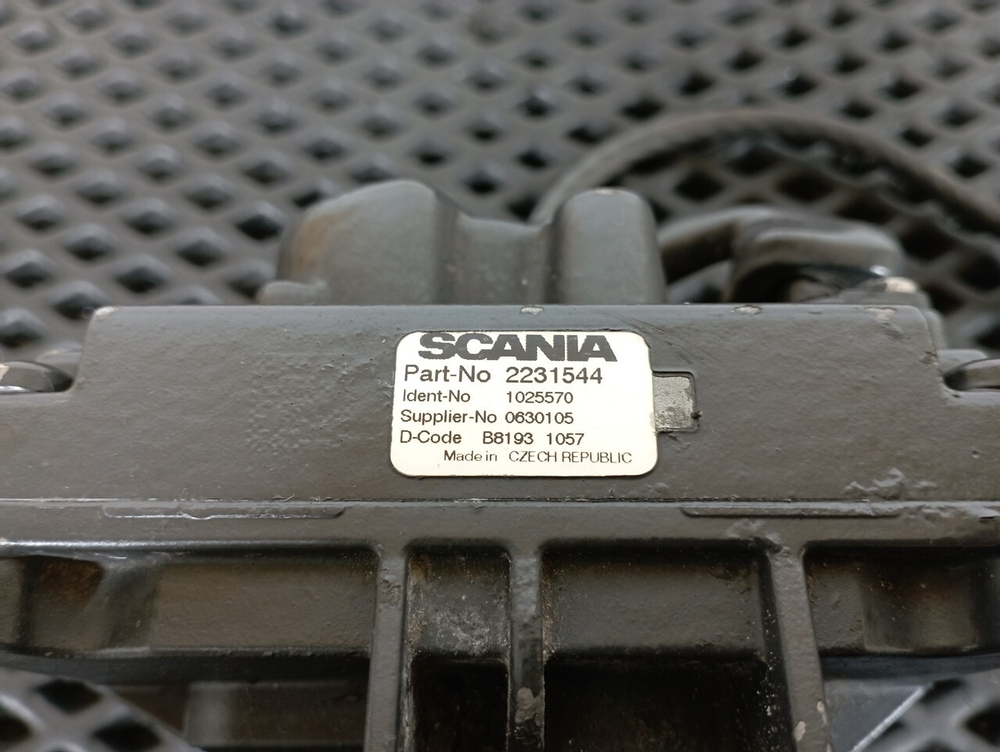 SCANIA
Part-No 2231544
Ident-No 1025570
Supplier-No 0630105
D-Code B8193 1057
Made in CZECH REPUBLIC